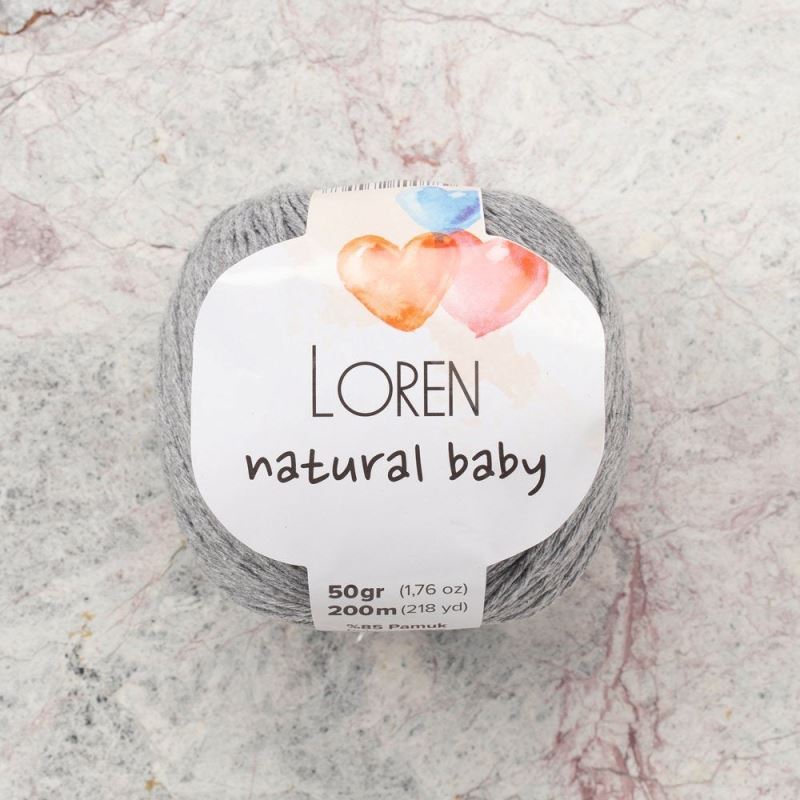 LOREN
natural baby
50gr (1,76 oz)
200m (218 yd)
%85 Pamuk